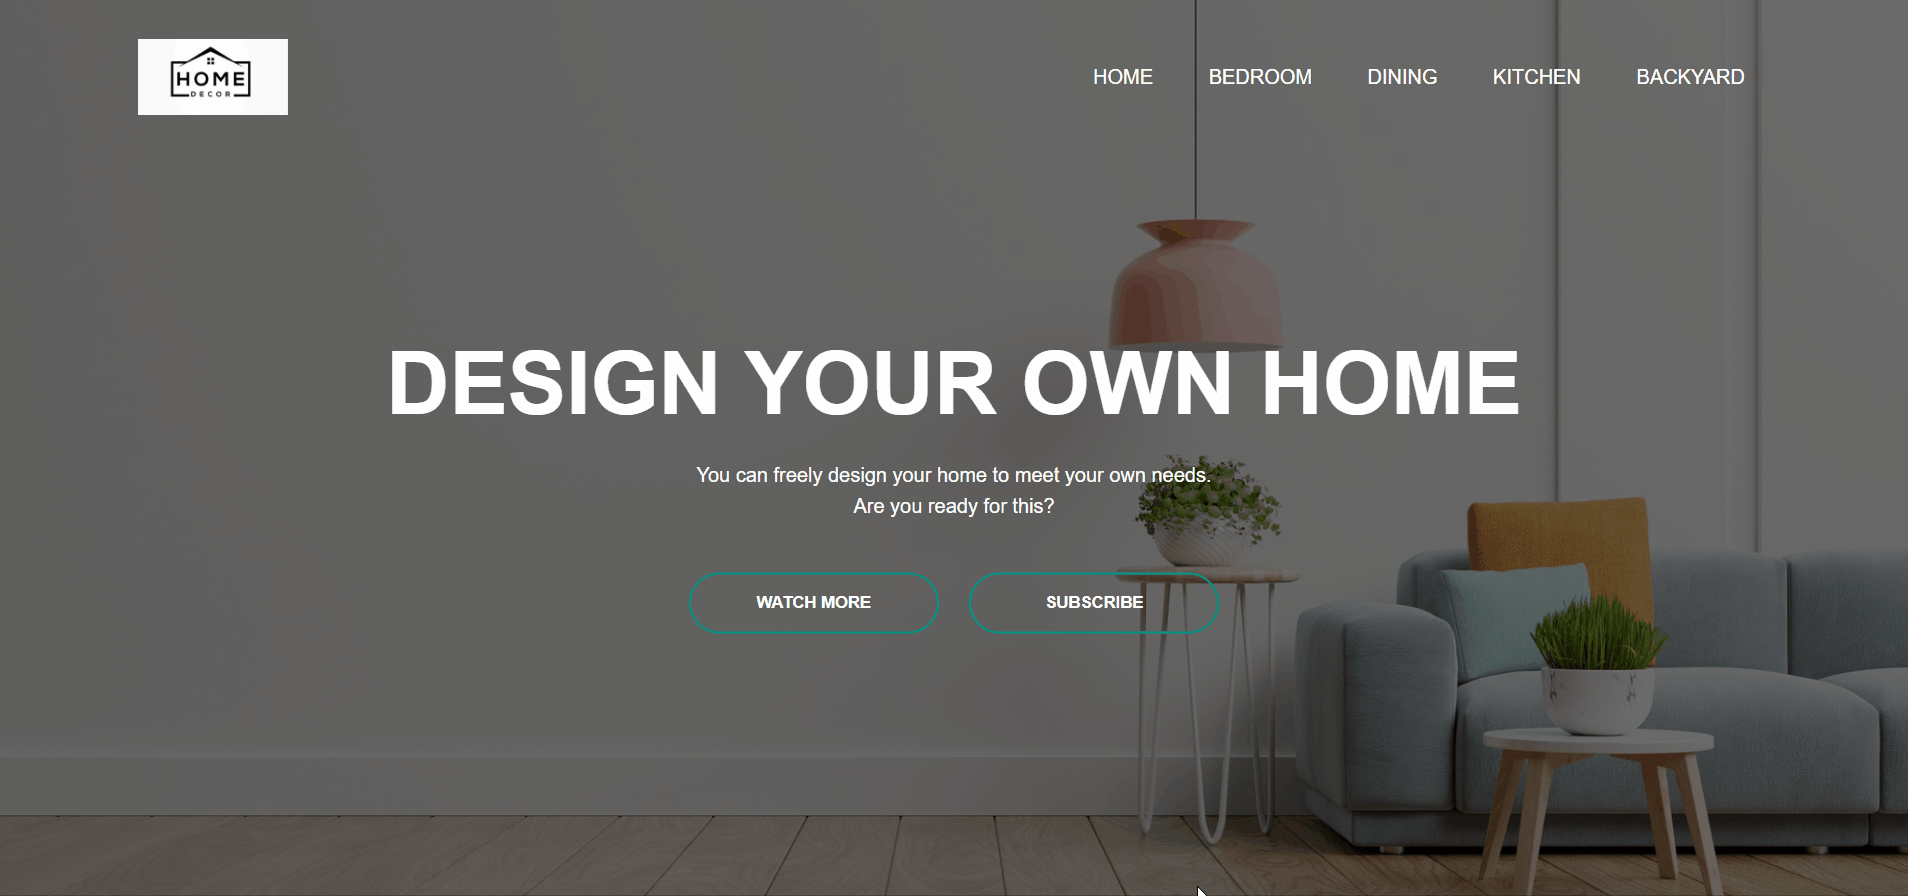 HOME
DECOR
HOME BEDROOM DINING KITCHEN BACKYARD
DESIGN YOUR OWN HOME
You can freely design your home to meet your own needs.
Are you ready for this?
WATCH MORE SUBSCRIBE